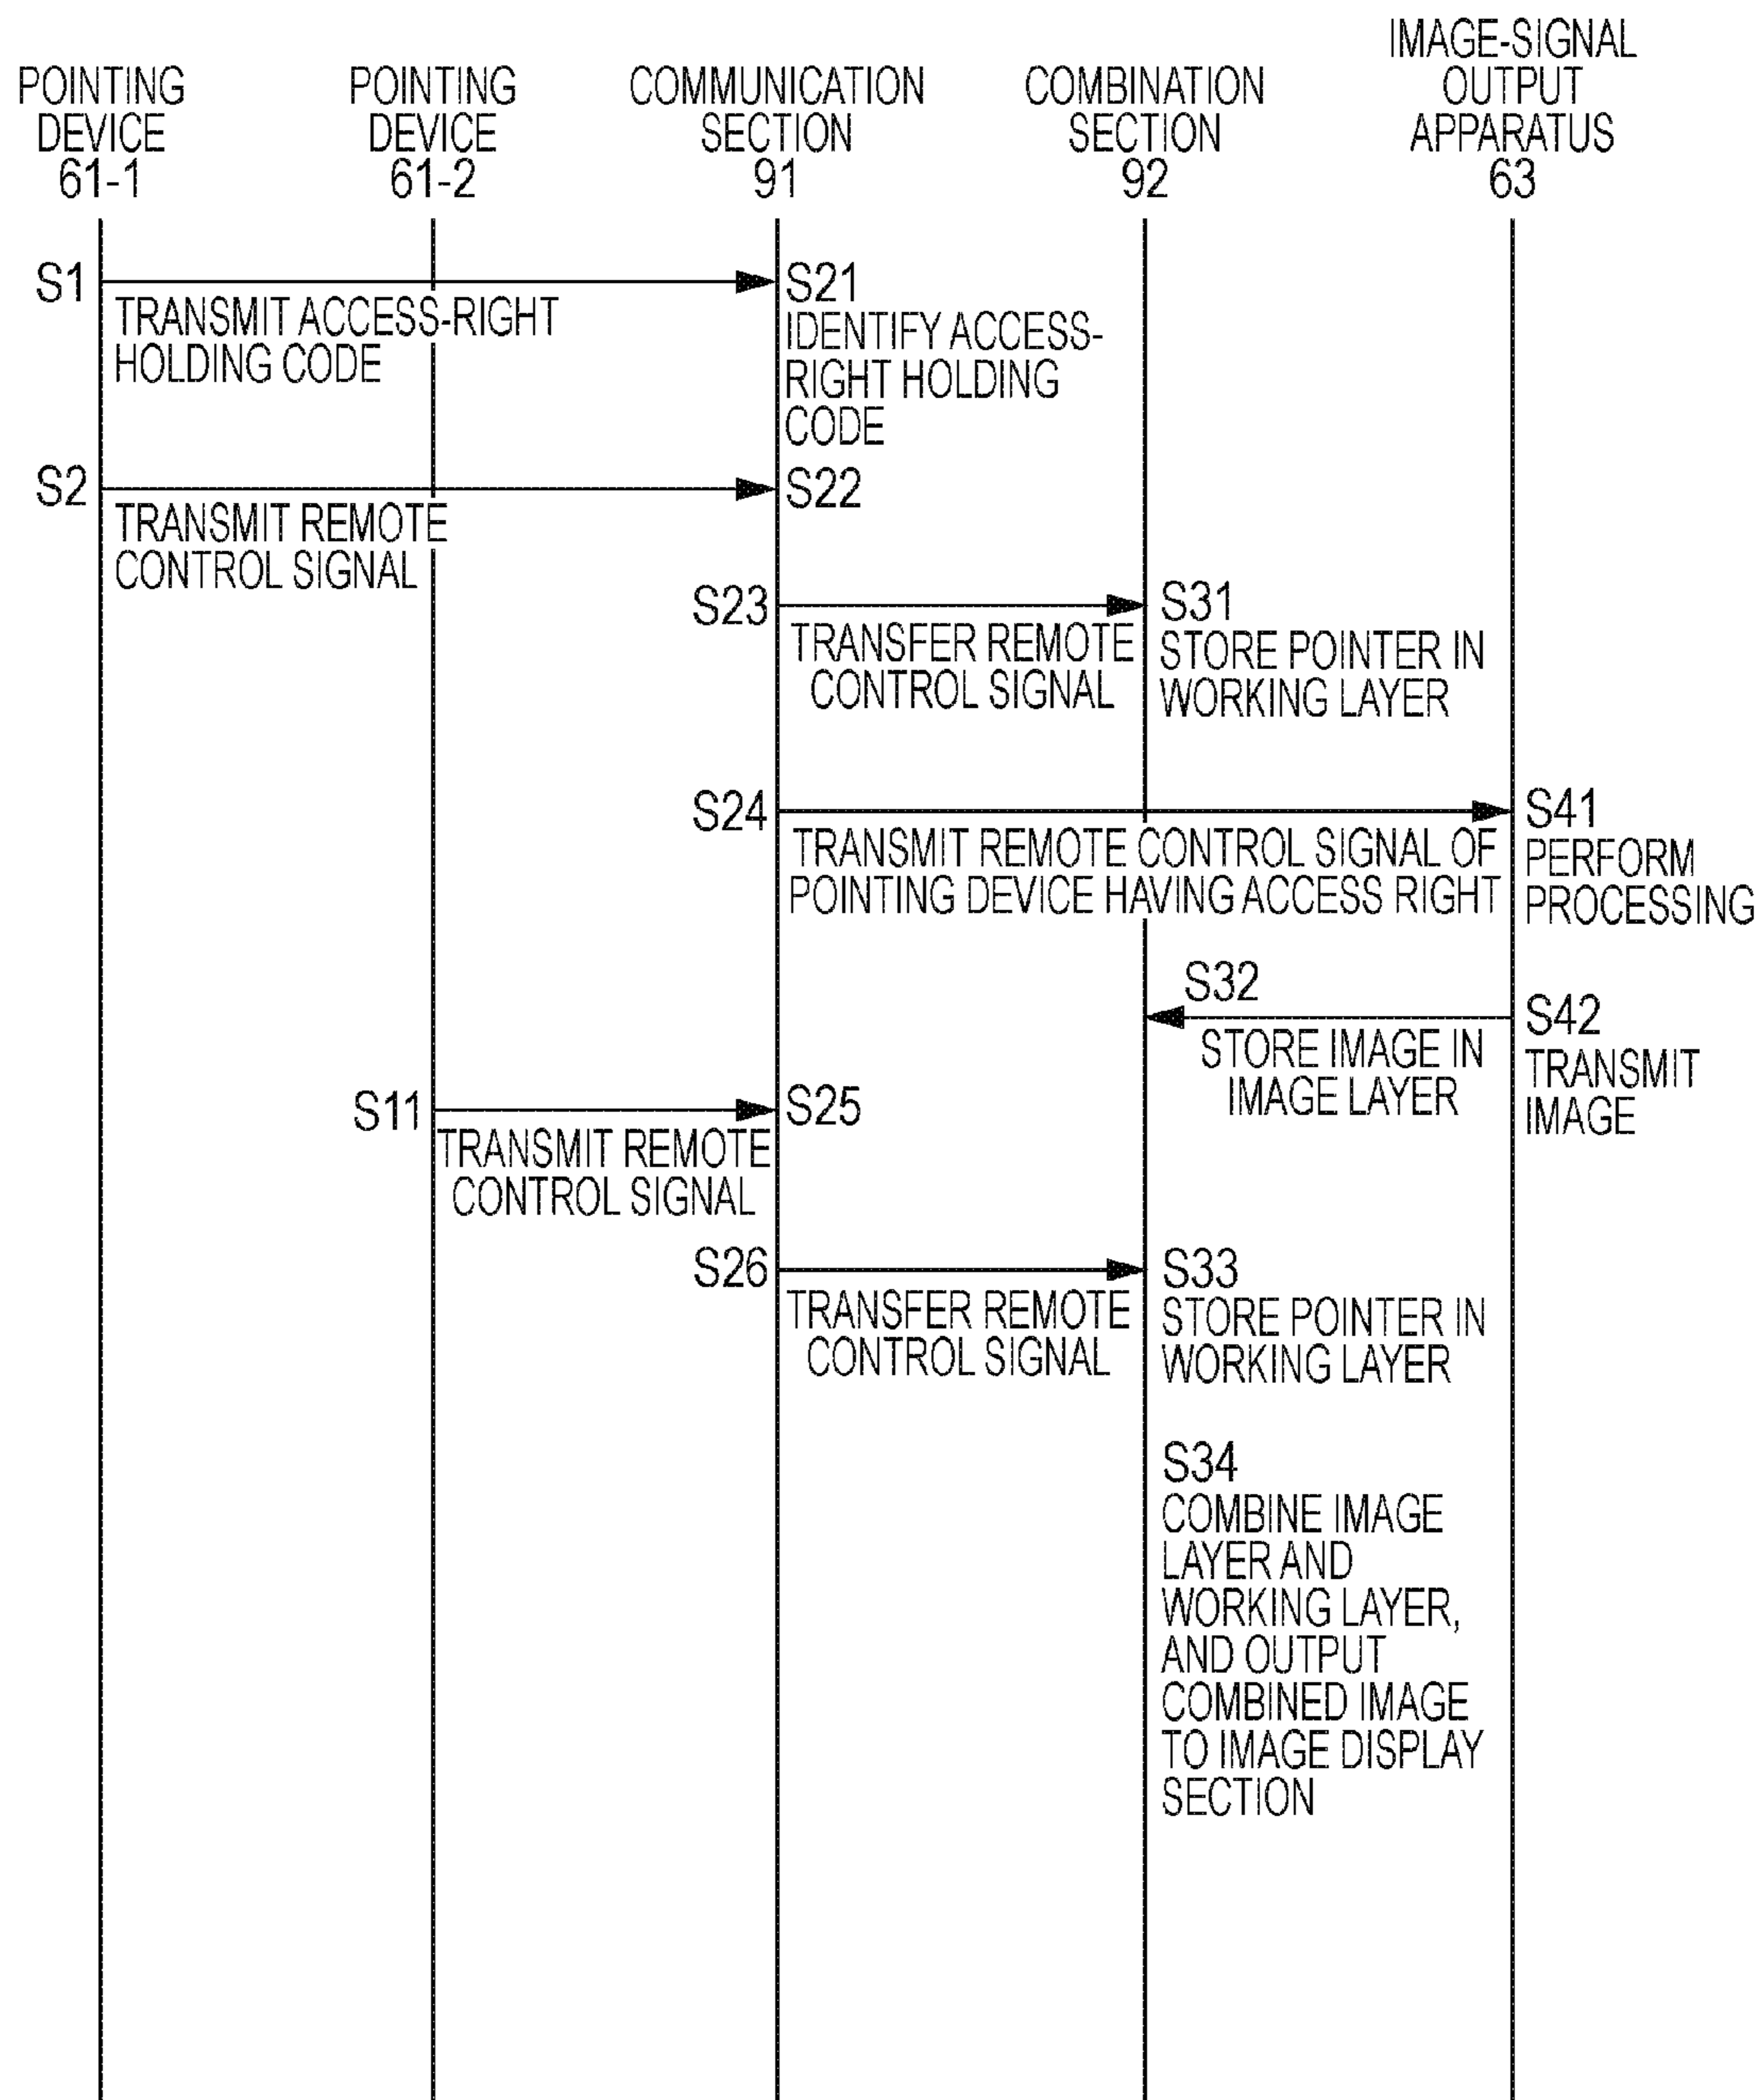 POINTING
DEVICE
61-1
POINTING
DEVICE
61-2
COMMUNICATION
SECTION
91
COMBINATION
SECTION
92
IMAGE-SIGNAL
OUTPUT
APPARATUS
63
S1
TRANSMIT ACCESS-RIGHT
HOLDING CODE
S21
IDENTIFY ACCESS-
RIGHT HOLDING
CODE
S2
TRANSMIT REMOTE
CONTROL SIGNAL
S22
S23
TRANSFER REMOTE
CONTROL SIGNAL
S31
STORE POINTER IN
WORKING LAYER
S24
TRANSMIT REMOTE CONTROL SIGNAL OF
POINTING DEVICE HAVING ACCESS RIGHT
S41
PERFORM
PROCESSING
S32
STORE IMAGE IN
IMAGE LAYER
S42
TRANSMIT
IMAGE
S11
TRANSMIT REMOTE
CONTROL SIGNAL
S25
S26
TRANSFER REMOTE
CONTROL SIGNAL
S33
STORE POINTER IN
WORKING LAYER
S34
COMBINE IMAGE
LAYER AND
WORKING LAYER,
AND OUTPUT
COMBINED IMAGE
TO IMAGE DISPLAY
SECTION